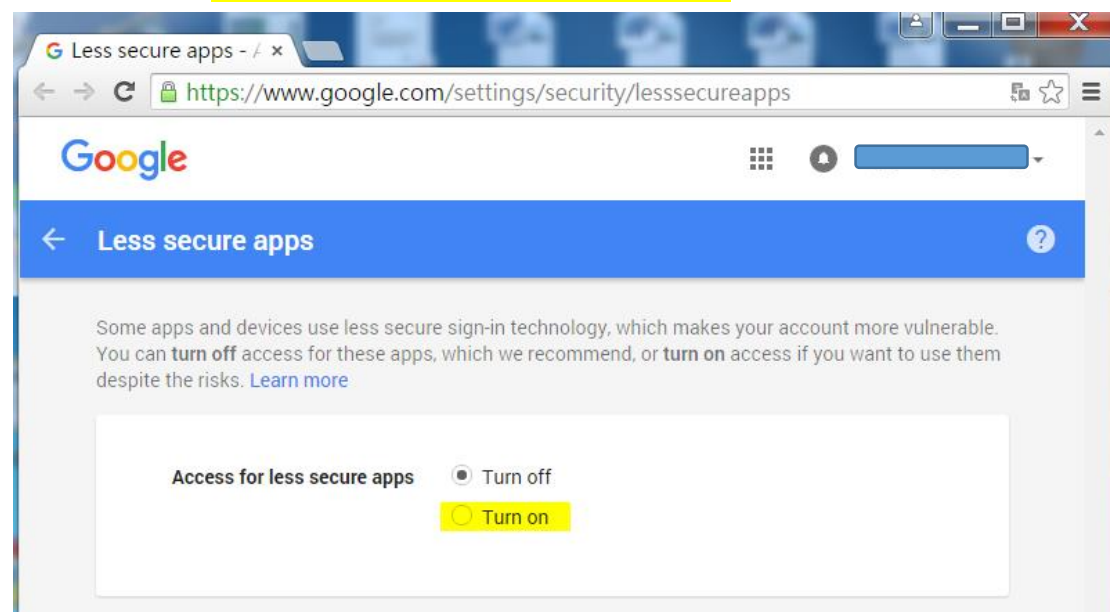 Less secure apps - A
https://www.google.com/settings/security/lesssecureapps
Google
Less secure apps
Some apps and devices use less secure sign-in technology, which makes your account more vulnerable.
You can turn off access for these apps, which we recommend, or turn on access if you want to use them
despite the risks. Learn more
Access for less secure apps
Turn off
Turn on